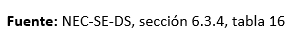 Fuente: NEC-SE-DS, sección 6.3.4, tabla 16